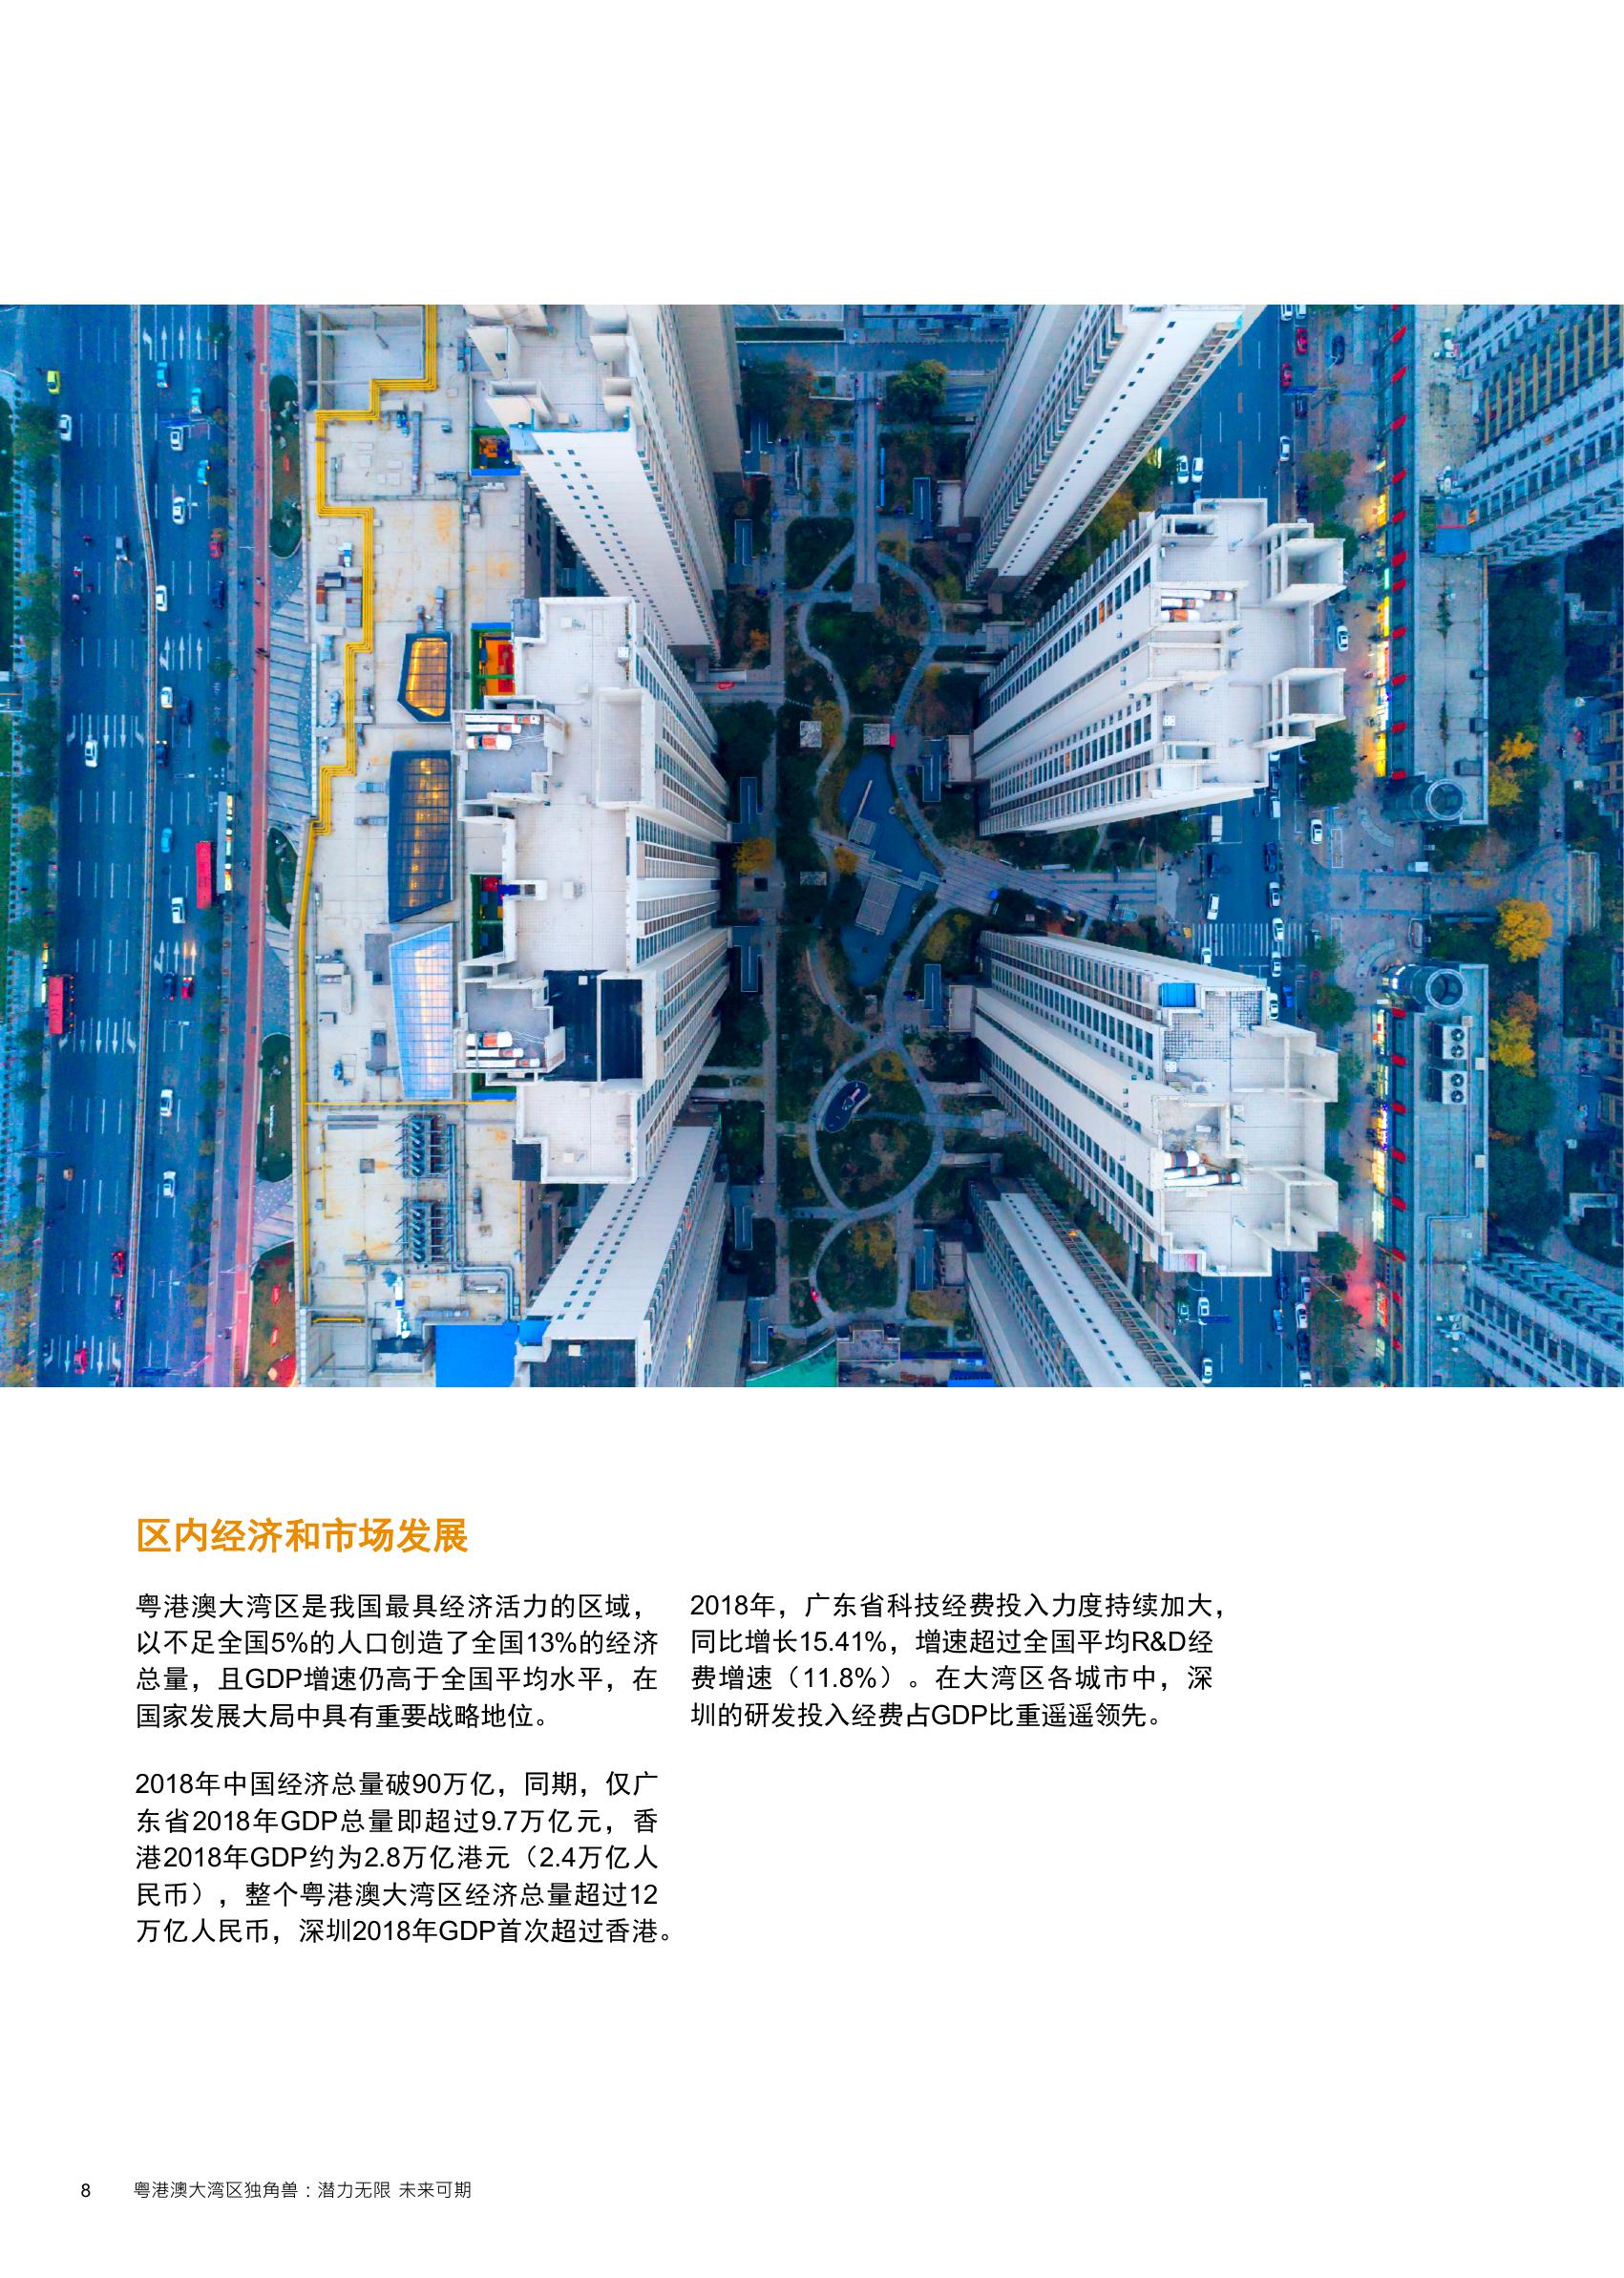 区内经济和市场发展
粤港澳大湾区是我国最具经济活力的区域，
以不足全国5%的人口创造了全国13%的经济
总量，且GDP增速仍高于全国平均水平，在
国家发展大局中具有重要战略地位。
2018年中国经济总量破90万亿，同期，仅广
东省2018年GDP总量即超过9.7万亿元，香
港2018年GDP约为2.8万亿港元（2.4万亿人
民币），整个粤港澳大湾区经济总量超过12
万亿人民币，深圳2018年GDP首次超过香港。
2018年，广东省科技经费投入力度持续加大，
同比增长15.41%，增速超过全国平均R&D经
费增速（11.8%）。在大湾区各城市中，深
圳的研发投入经费占GDP比重遥遥领先。
8 粤港澳大湾区独角兽：潜力无限 未来可期